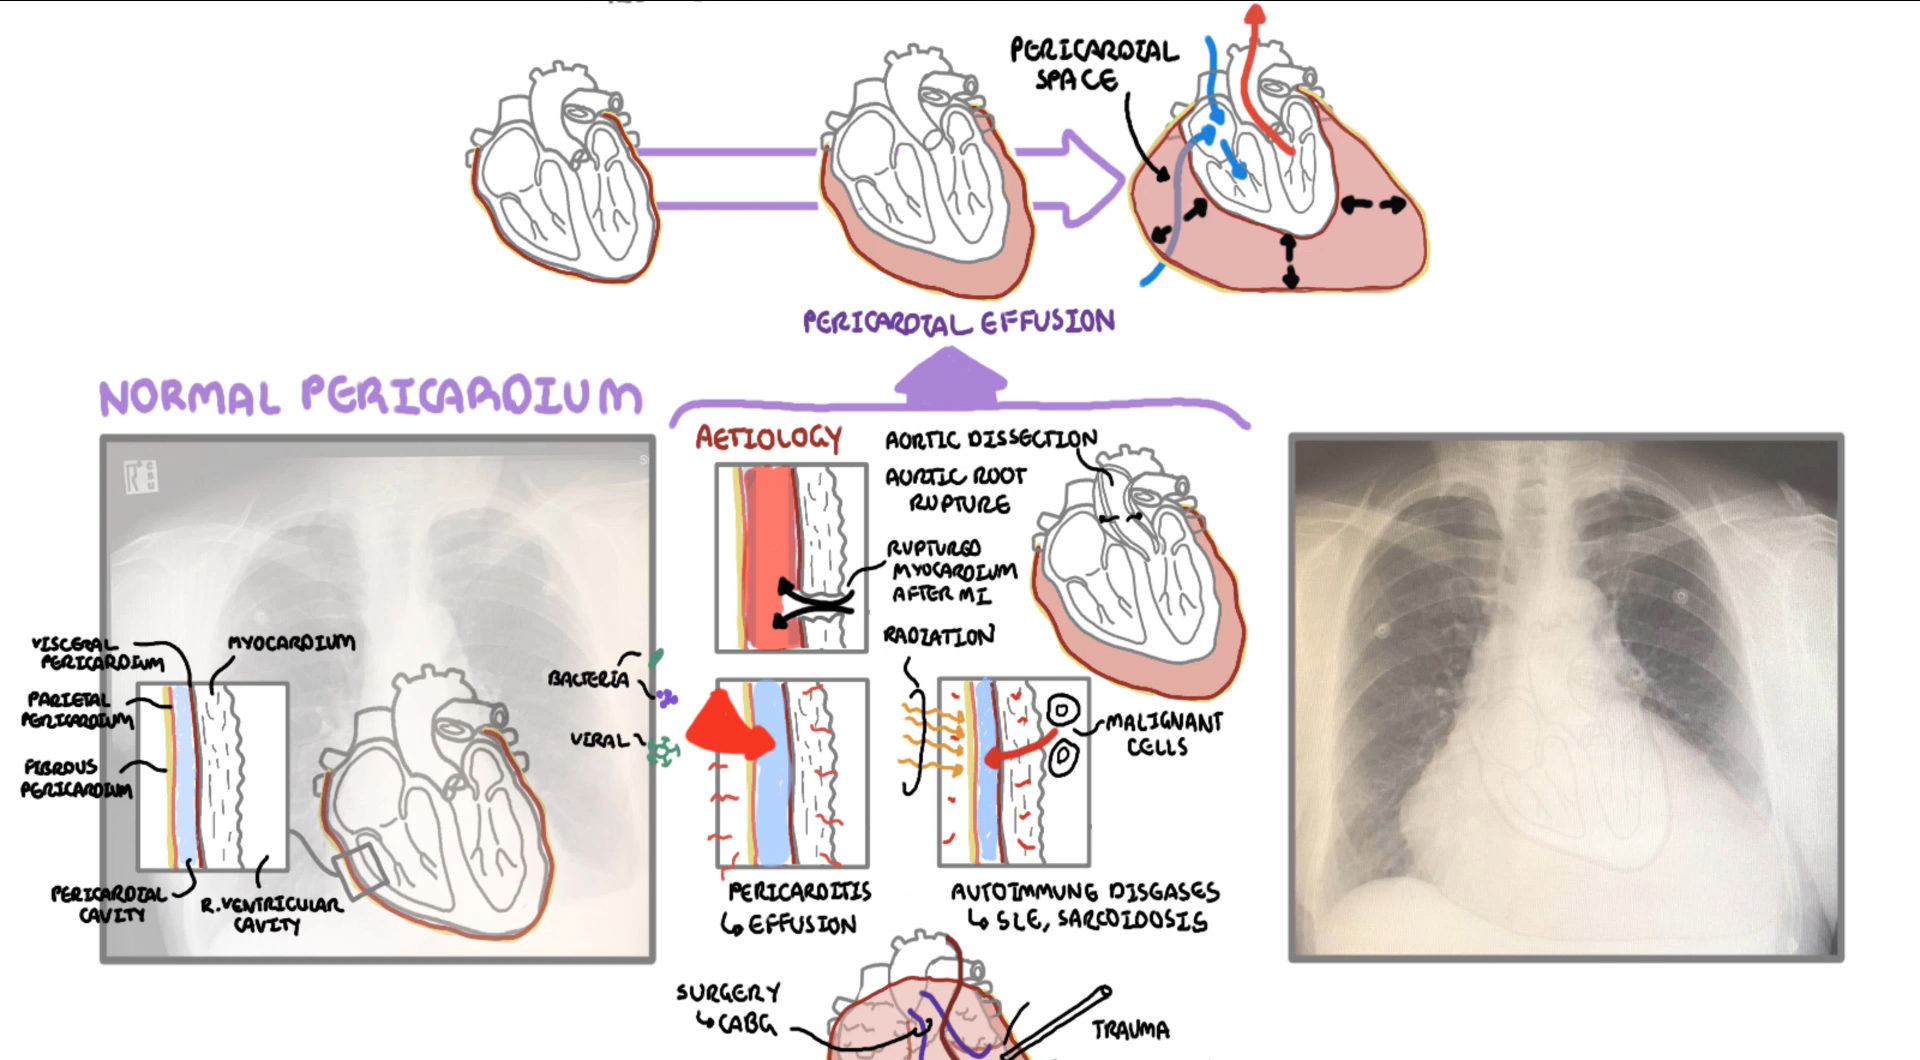 PERICARDIAL
SPACE
PERICARDIAL EFFUSION
NORMAL PERICARDIUM
R
S
VISCERAL
PERICARDIUM
MYOCARDIUM
PARIETAL
PERICARDIUM
FIBROUS
PERICARDIUM
PERICARDIAL
CAVITY
R.VENTRICULAR
CAVITY
AETIOLOGY
AORTIC DISSECTION
AORTIC ROOT
RUPTURE
RUPTURED
MYOCARDIUM
AFTER MI
RADIATION
BACTERIA
VIRAL
MALIGNANT
CELLS
PERICARDITIS
↳ EFFUSION
AUTOIMMUNE DISEASES
↳ SLE, SARCOIDOSIS
SURGERY
↳ CABG
TRAUMA